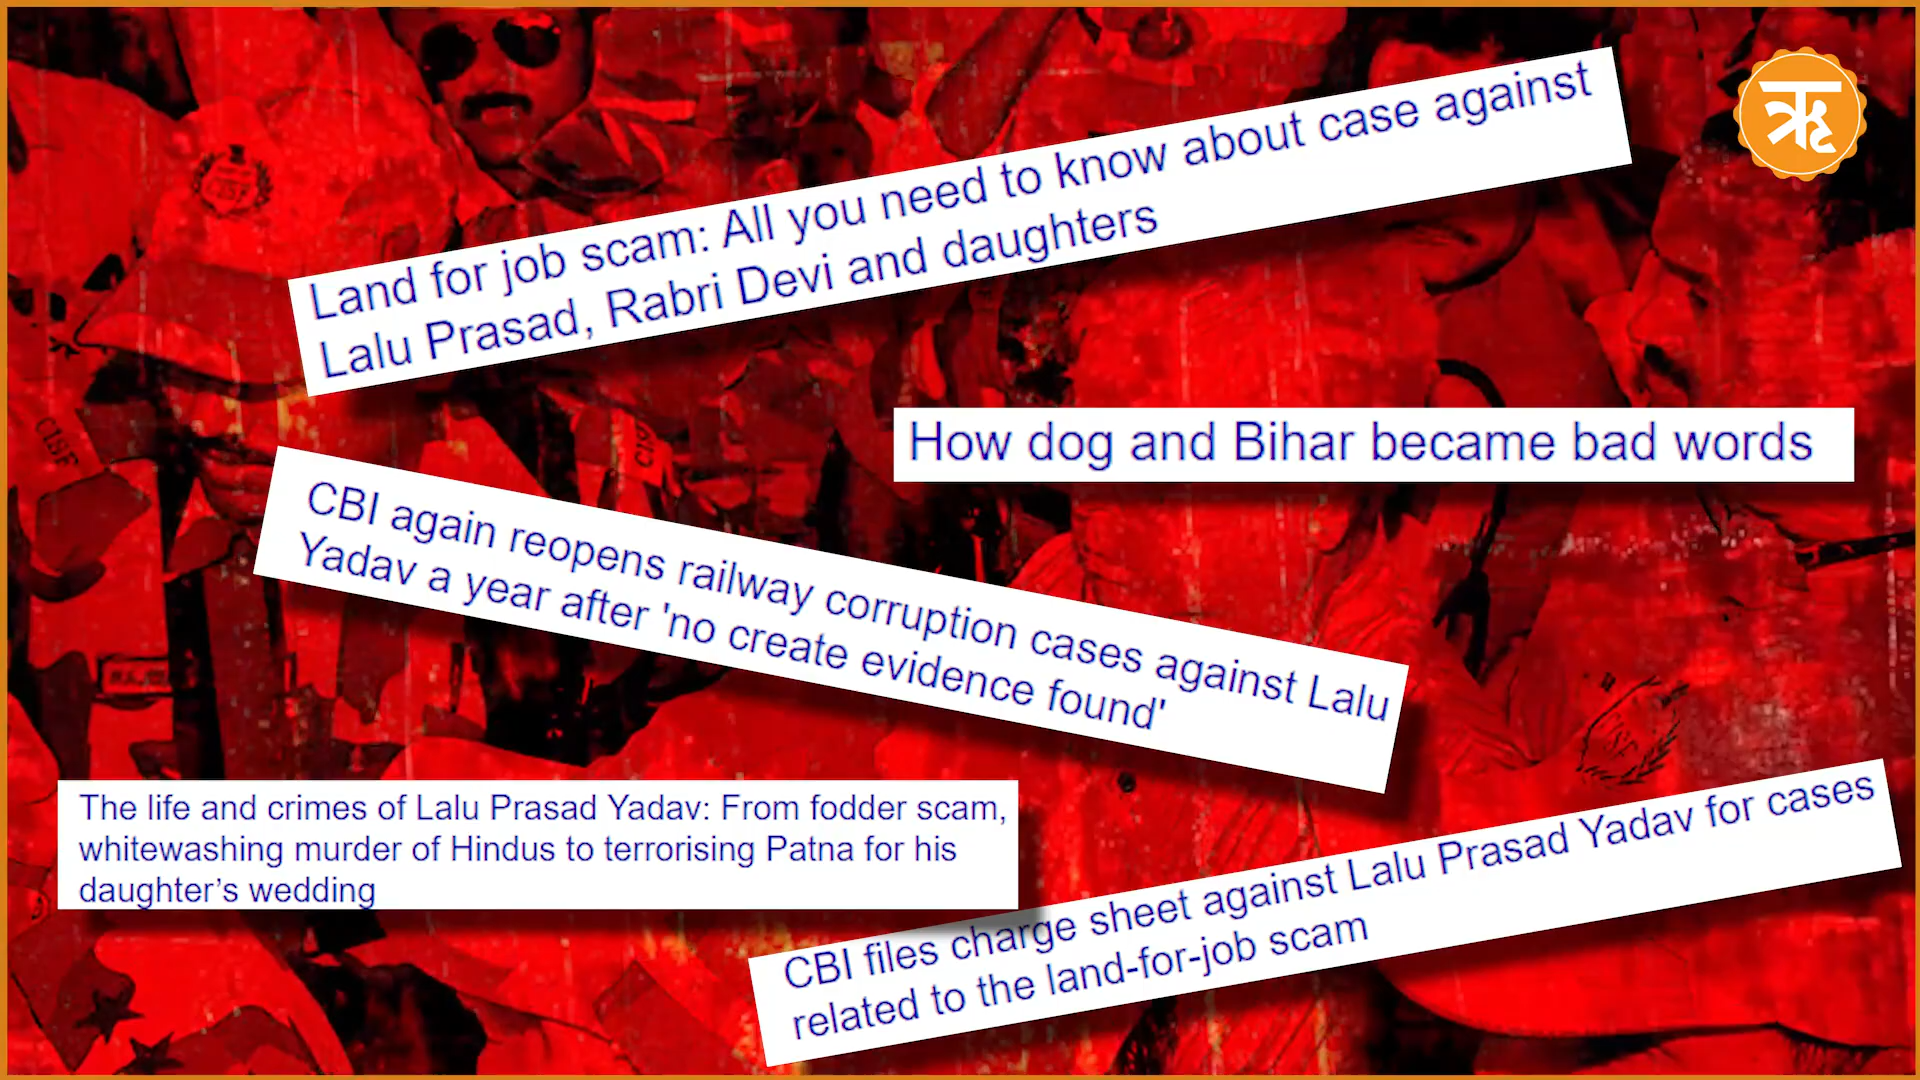 ऋ
CISF
Land for job scam: All you need to know about case against
Lalu Prasad, Rabri Devi and daughters
How dog and Bihar became bad words
CISF
CISF
CBI again reopens railway corruption cases against Lalu
Yadav a year after 'no create evidence found'
The life and crimes of Lalu Prasad Yadav: From fodder scam,
whitewashing murder of Hindus to terrorising Patna for his
daughter’s wedding
CBI files charge sheet against Lalu Prasad Yadav for cases
related to the land-for-job scam